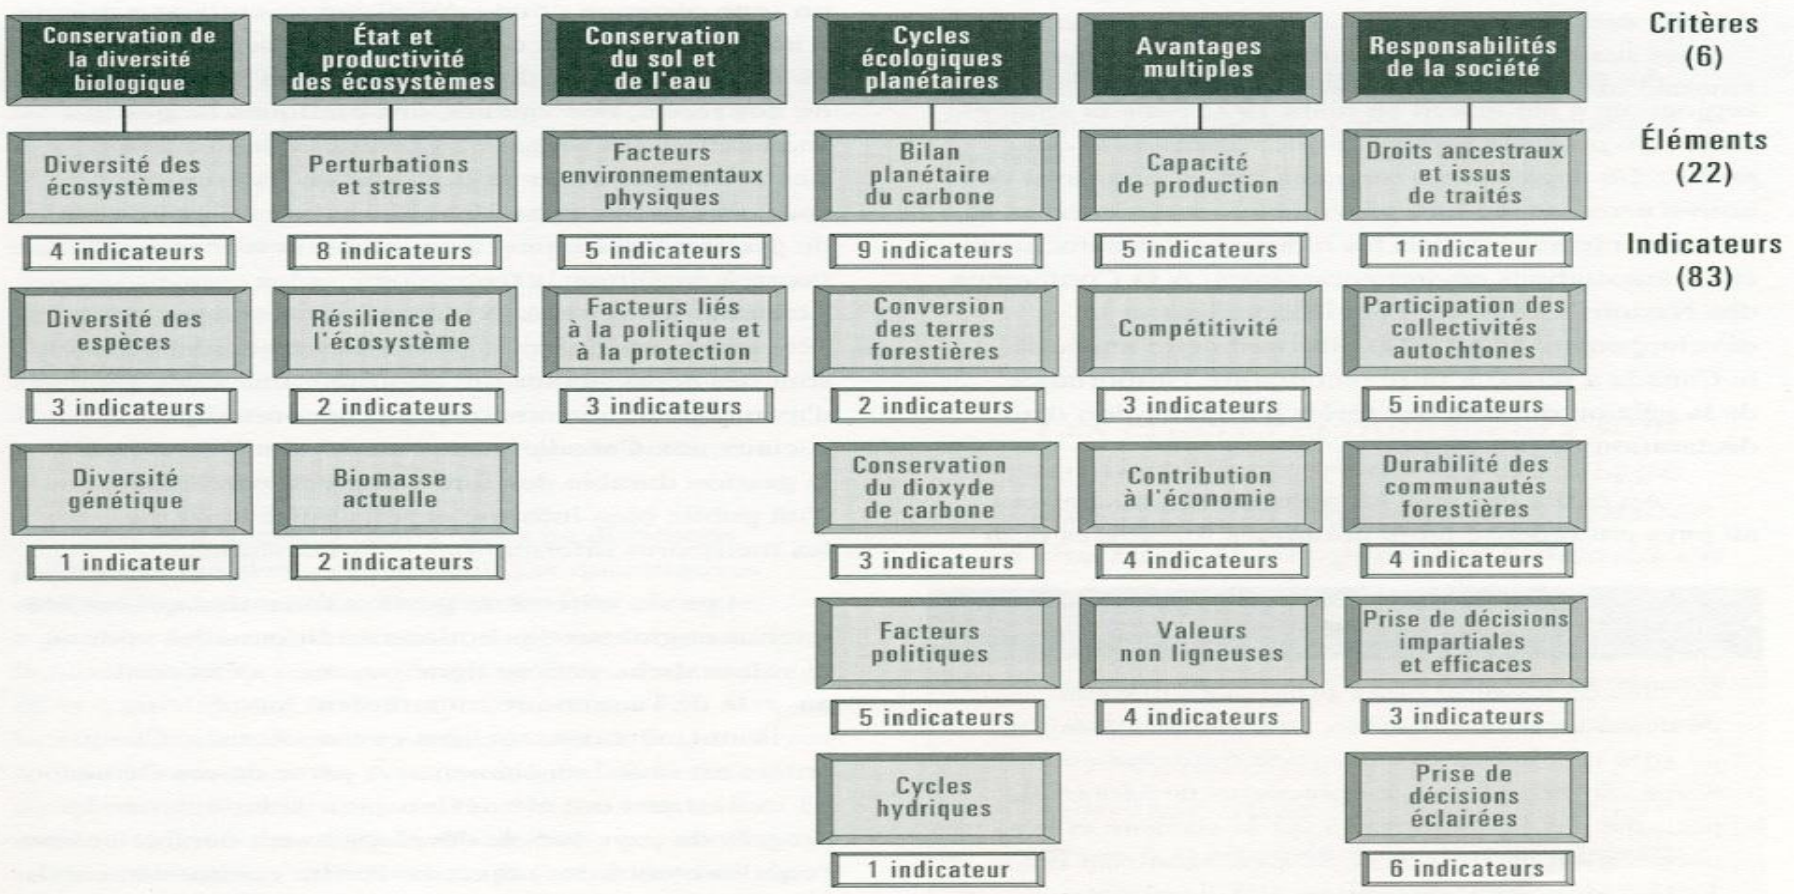 Conservation de
la diversité
biologique
État et
productivité
des écosystèmes
Conservation
du sol et
de l'eau
Cycles
écologiques
planétaires
Avantages
multiples
Responsabilités
de la société
Critères
(6)
Diversité des
écosystèmes
Perturbations
et stress
Facteurs
environnementaux
physiques
Bilan
planétaire
du carbone
Capacité
de production
Droits ancestraux
et issus
de traités
Éléments
(22)
4 indicateurs
8 indicateurs
5 indicateurs
9 indicateurs
5 indicateurs
1 indicateur
Indicateurs
(83)
Diversité des
espèces
Résilience de
l'écosystème
Facteurs liés
à la politique et
à la protection
Conversion
des terres
forestières
Compétitivité
Participation des
collectivités
autochtones
3 indicateurs
2 indicateurs
3 indicateurs
2 indicateurs
3 indicateurs
5 indicateurs
Diversité
génétique
Biomasse
actuelle
Conservation
du dioxyde
de carbone
Contribution
à l'économie
Durabilité des
communautés
forestières
1 indicateur
2 indicateurs
3 indicateurs
4 indicateurs
4 indicateurs
Facteurs
politiques
Valeurs
non ligneuses
Prise de décisions
impartiales
et efficaces
5 indicateurs
4 indicateurs
3 indicateurs
Cycles
hydriques
Prise de
décisions
éclairées
1 indicateur
6 indicateurs